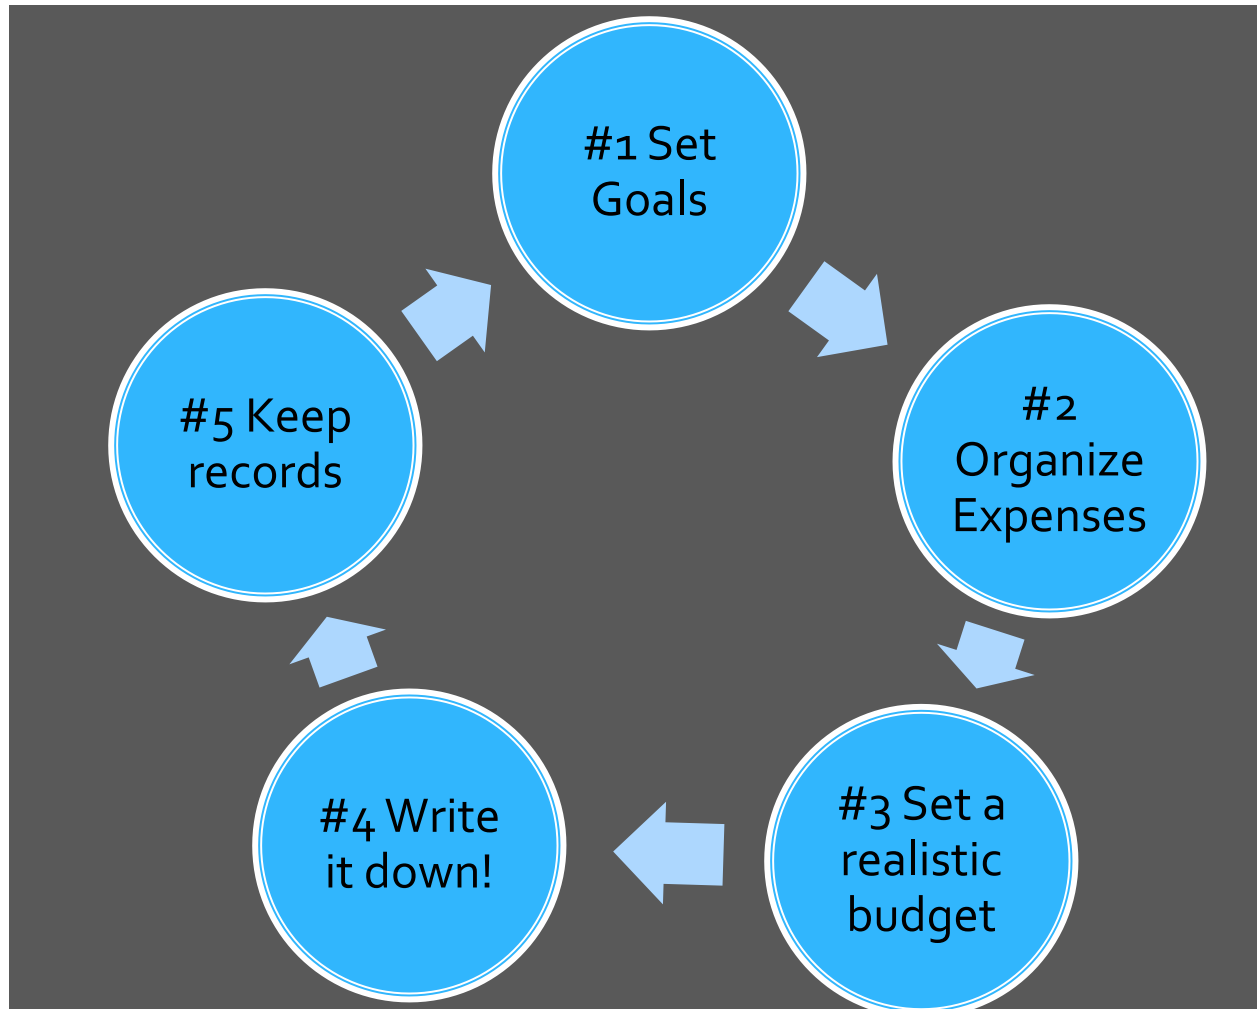 #1 Set
Goals
#2
Organize
Expenses
#3 Set a
realistic
budget
#4 Write
it down!
#5 Keep
records